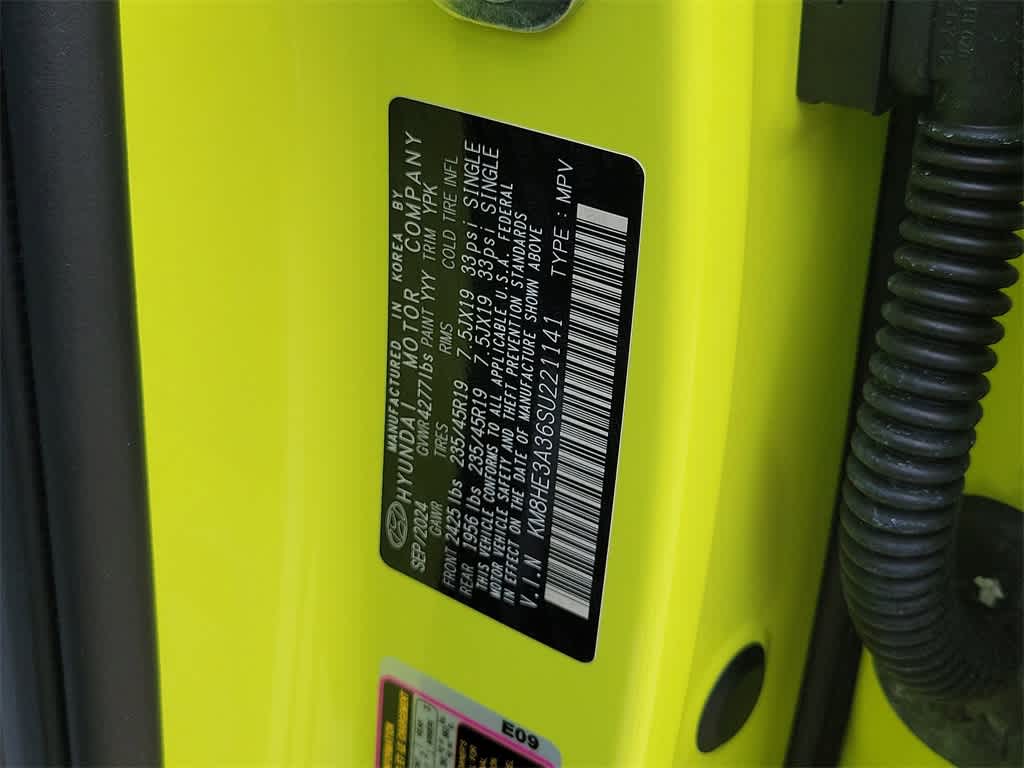 MANUFACTURED IN KOREA BY
HYUNDAI MOTOR COMPANY
SEP/2024 GVWR 4277lbs PAINT YYY TRIM YPK
GAWR TRES RIMS COLD TIRE INFL
FRONT 2425 lbs 235/45R19 7.5JX19 33psi SINGLE
REAR 1956 lbs 235/45R19 7.5JX19 33psi SINGLE
THIS VEHICLE CONFORMS TO ALL APPLICABLE U.S.A. FEDERAL
MOTOR VEHICLE SAFETY AND THEFT PREVENTION STANDARDS
IN EFFECT ON THE DATE OF MANUFACTURE SHOWN ABOVE
V.I.N KM8HE3A36SU221141 TYPE : MPV
E09